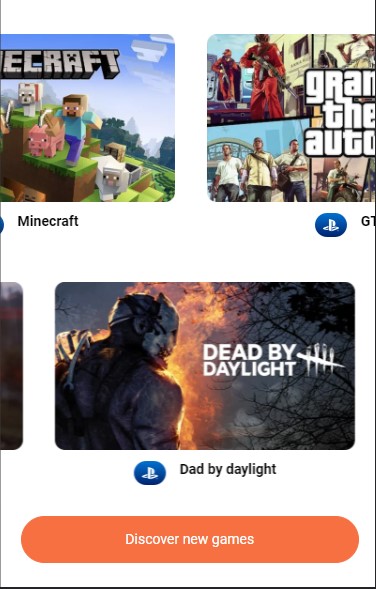 ECRAFT
gran
the
auto
Minecraft
GT
DEAD BY
DAYLIGHT
Dad by daylight
Discover new games